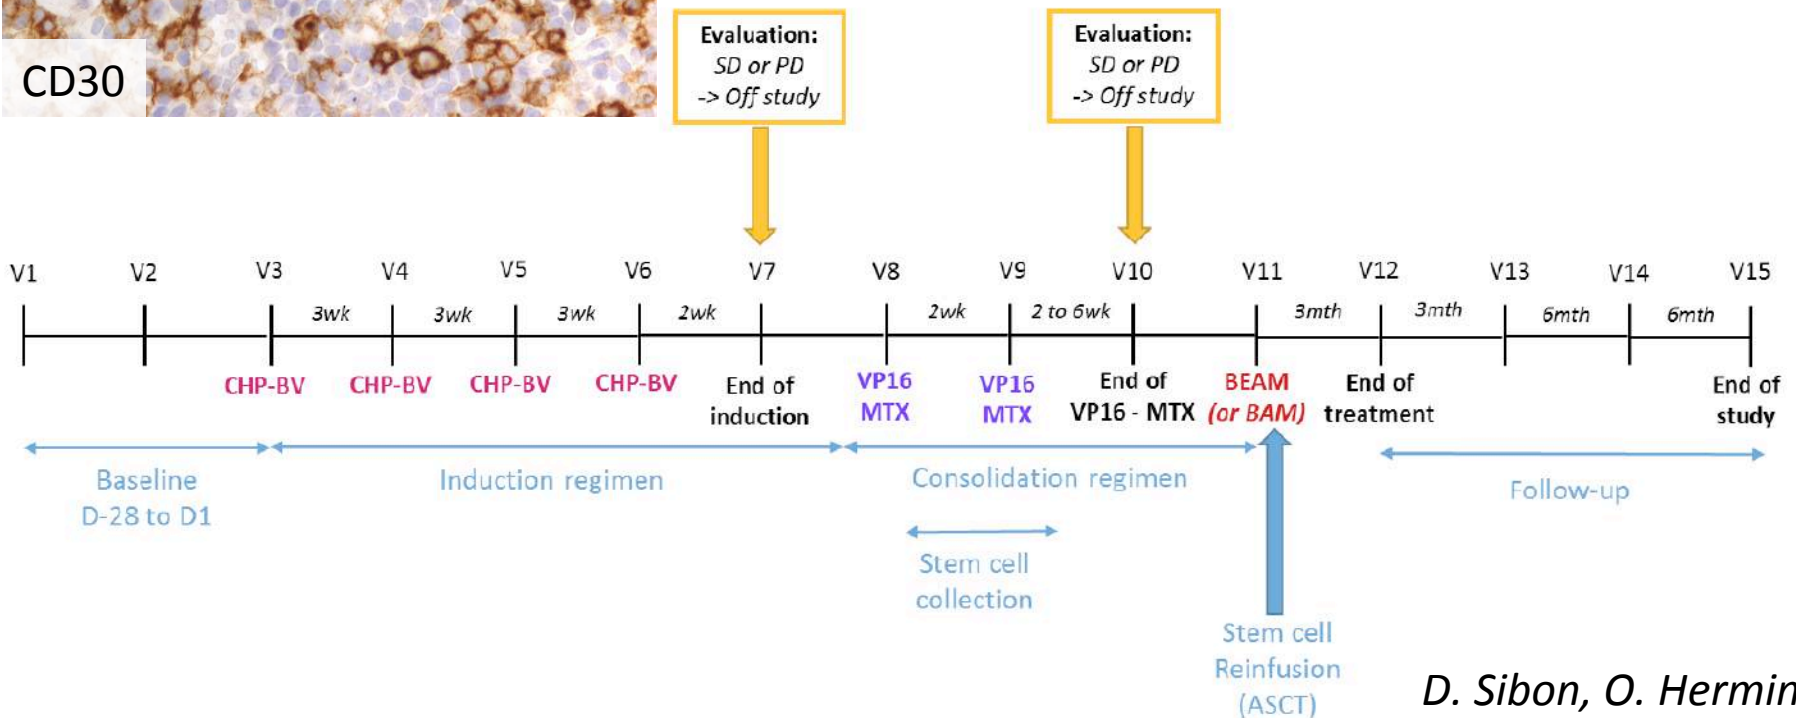 CD30
Evaluation:
SD or PD
-> Off study
Evaluation:
SD or PD
-> Off study
V1 V2 V3 V4 V5 V6 V7 V8 V9 V10 V11 V12 V13 V14 V15
3wk 3wk 3wk 2wk 2wk 2 to 6wk 3mth 3mth 6mth 6mth
CHP-BV CHP-BV CHP-BV CHP-BV
End of
induction
VP16
MTX
VP16
MTX
End of
VP16 - MTX
BEAM
(or BAM)
End of
treatment
End of
study
Baseline
D-28 to D1
Induction regimen
Consolidation regimen
Follow-up
Stem cell
collection
Stem cell
Reinfusion
(ASCT)
D. Sibon, O. Hermin